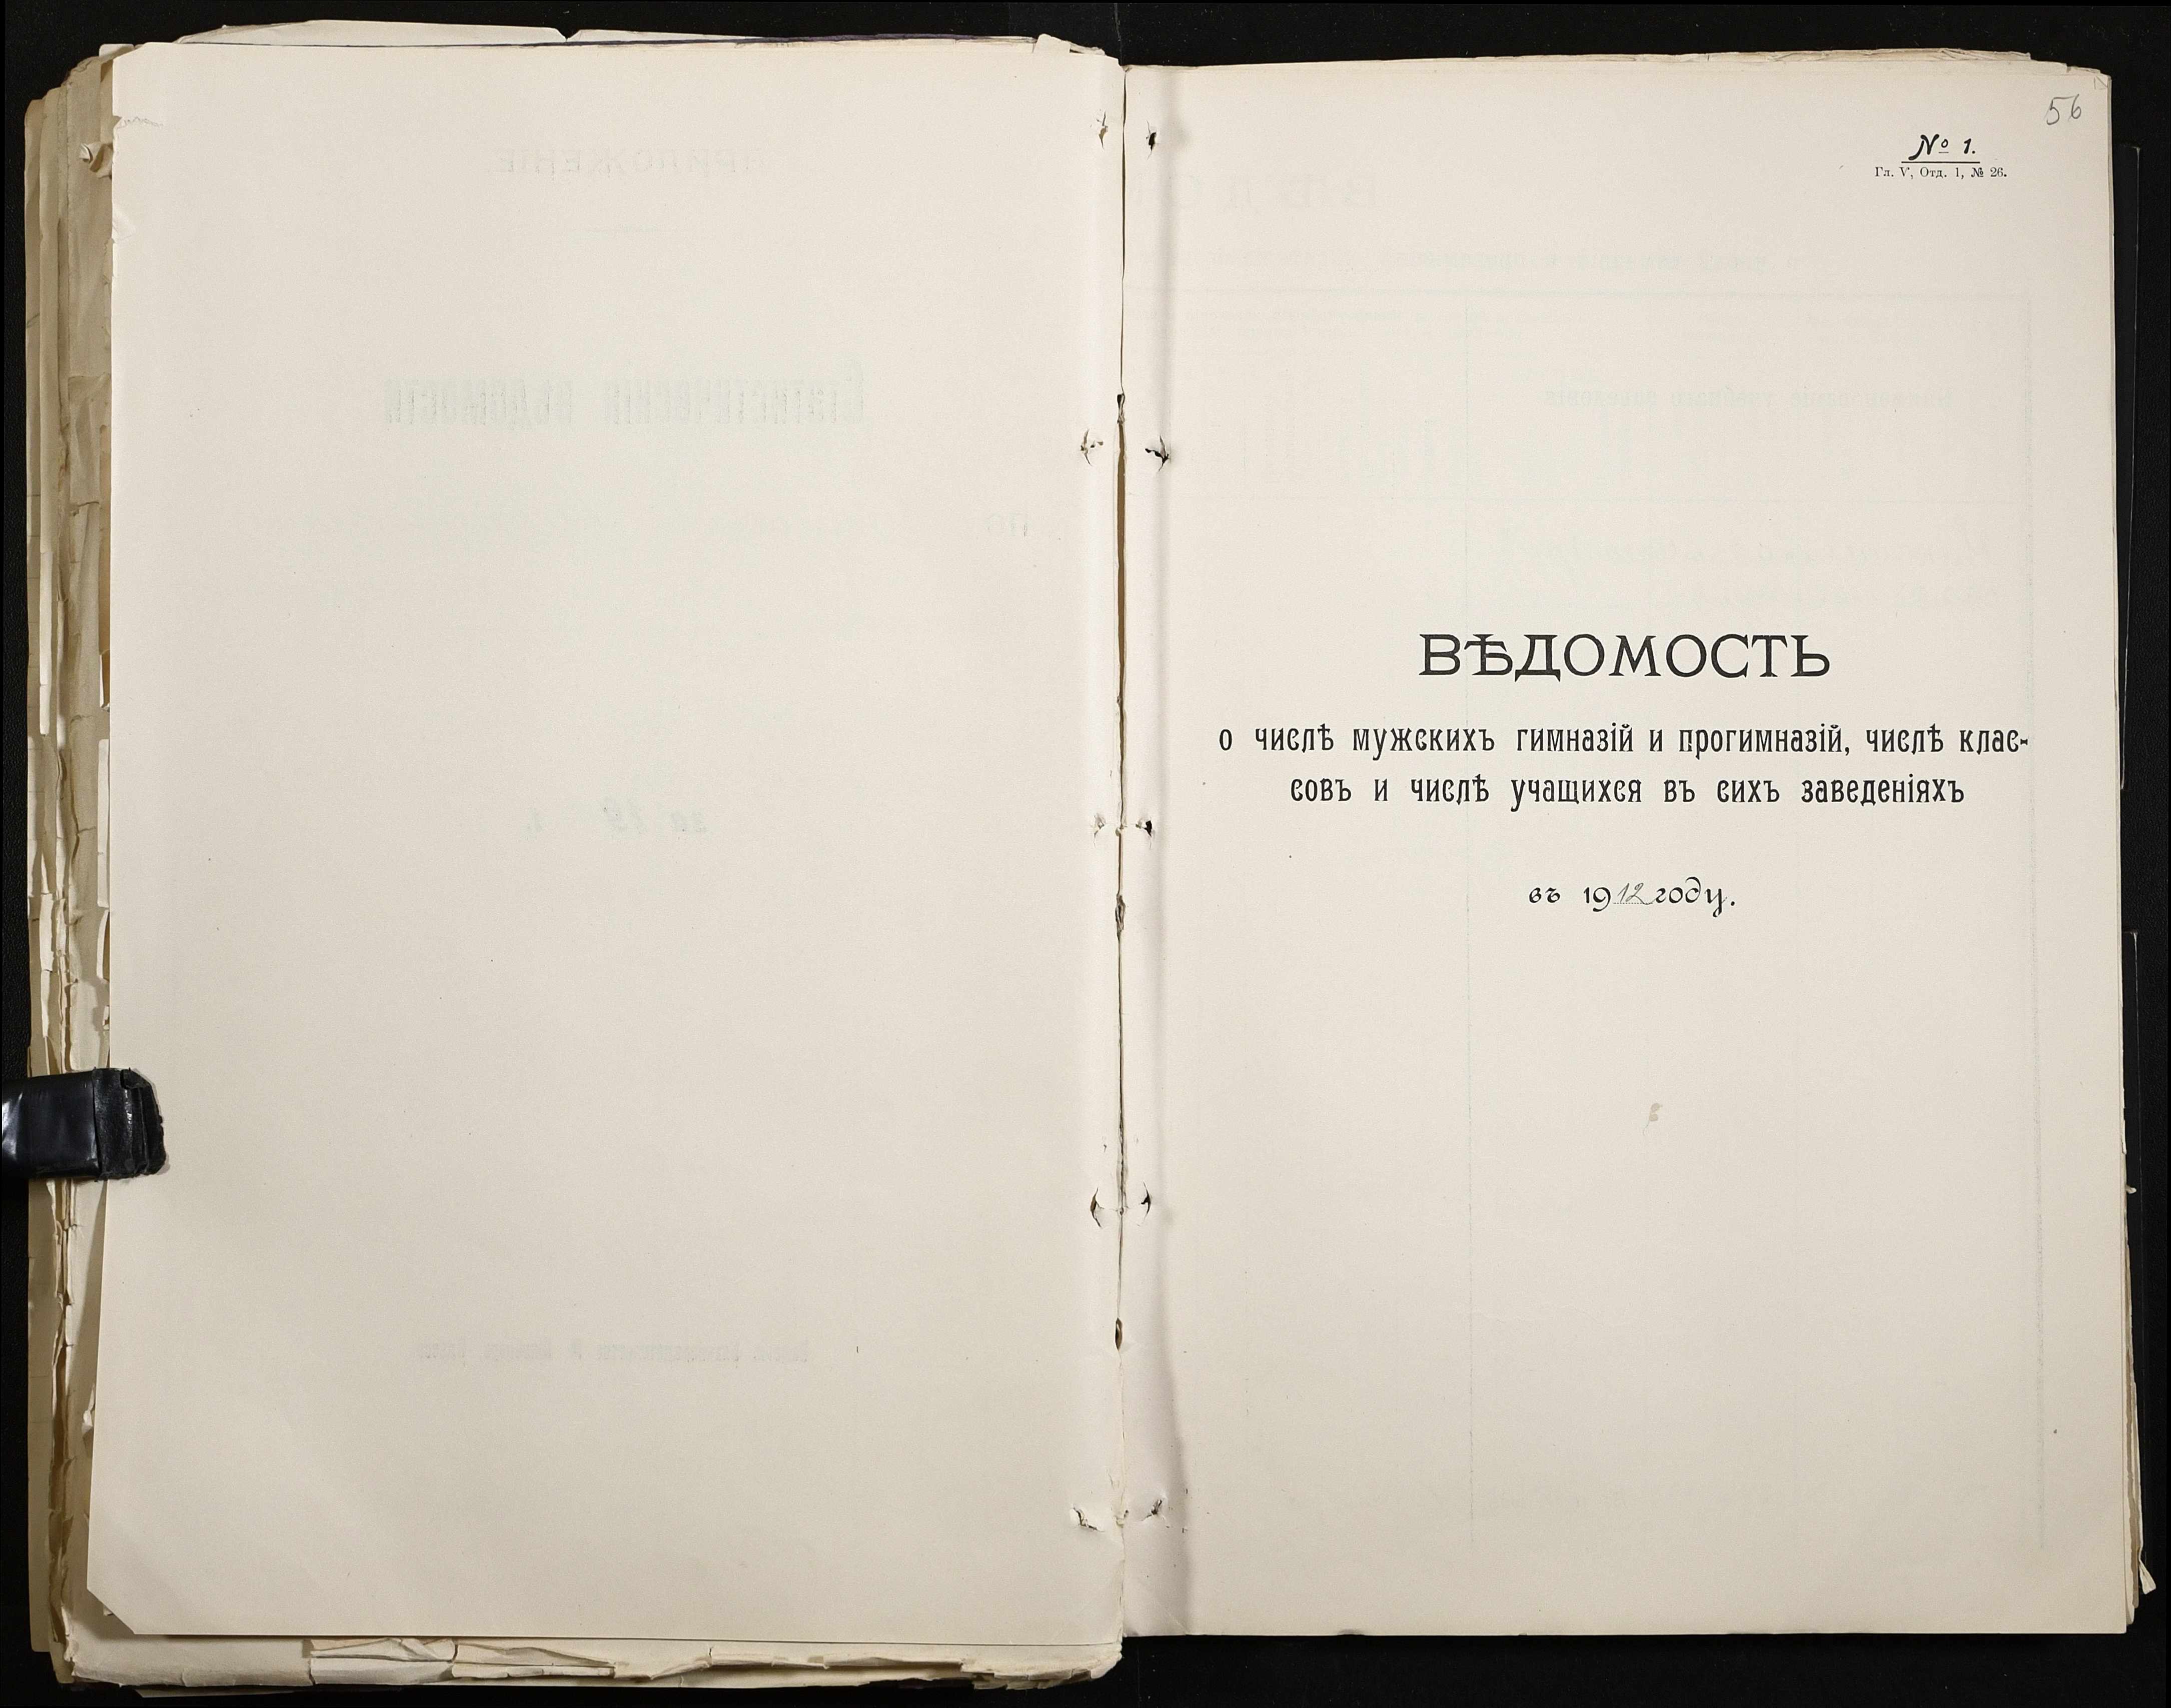 56
№ 1.
Гл. V, Отд. 1, № 26.
ВѢДОМОСТЬ
о числѣ мужскихъ гимназій и прогимназій, числѣ клас-
совъ и числѣ учащихся въ сихъ заведеніяхъ
въ 1912 году.